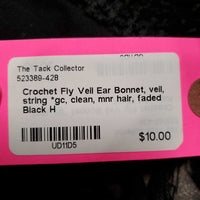 The Tack Collector
523389-428
Crochet Fly Veil Ear Bonnet, veil,
string *gc, clean, mnr hair, faded
Black H
UD11D5
$10.00